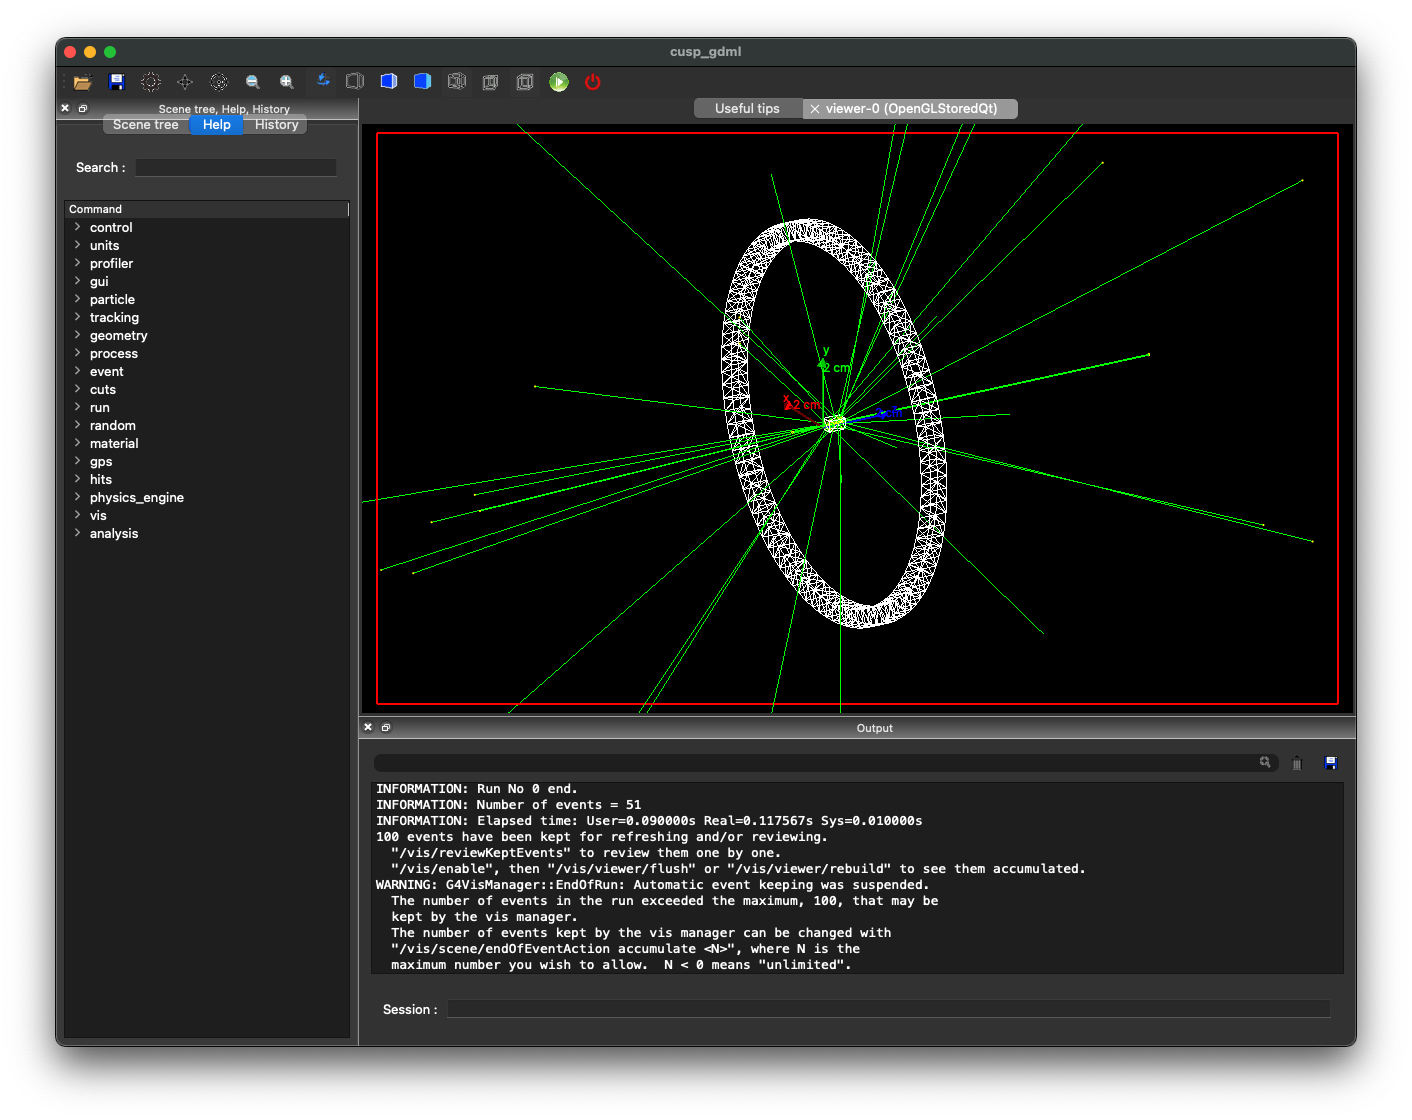 cusp_gdml
Scene tree, Help, History
Scene tree
Help
History
Search :
Command
control
units
profiler
gui
particle
tracking
geometry
process
event
cuts
run
random
material
gps
hits
physics_engine
vis
analysis
Useful tips
viewer-0 (OpenGLStoredQt)
y
2 cm
x
2 cm
2 cm
Output
INFORMATION: Run No 0 end.
INFORMATION: Number of events = 51
INFORMATION: Elapsed time: User=0.090000s Real=0.117567s Sys=0.010000s
100 events have been kept for refreshing and/or reviewing.
"/vis/reviewKeptEvents" to review them one by one.
"/vis/enable", then "/vis/viewer/flush" or "/vis/viewer/rebuild" to see them accumulated.
WARNING: G4VisManager::EndOfRun: Automatic event keeping was suspended.
The number of events in the run exceeded the maximum, 100, that may be
kept by the vis manager.
The number of events kept by the vis manager can be changed with
"/vis/scene/endOfEventAction accumulate <N>", where N is the
maximum number you wish to allow.  N < 0 means "unlimited".
Session :